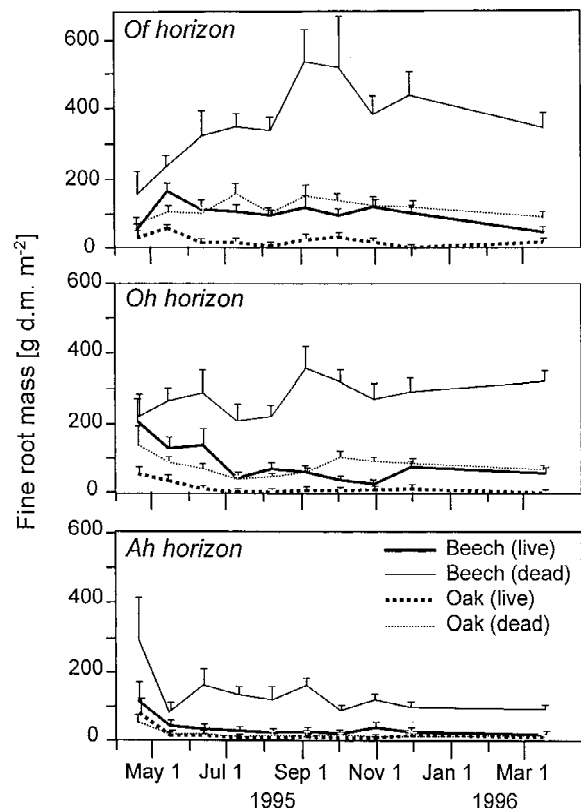 Fine root mass [g d.m. m-2]
Of horizon
600
400
200
0
Oh horizon
600
400
200
0
Ah horizon
600
400
200
0
Beech (live)
Beech (dead)
Oak (live)
Oak (dead)
May 1 Jul 1 Sep 1 Nov 1 Jan 1 Mar 1
1995 1996